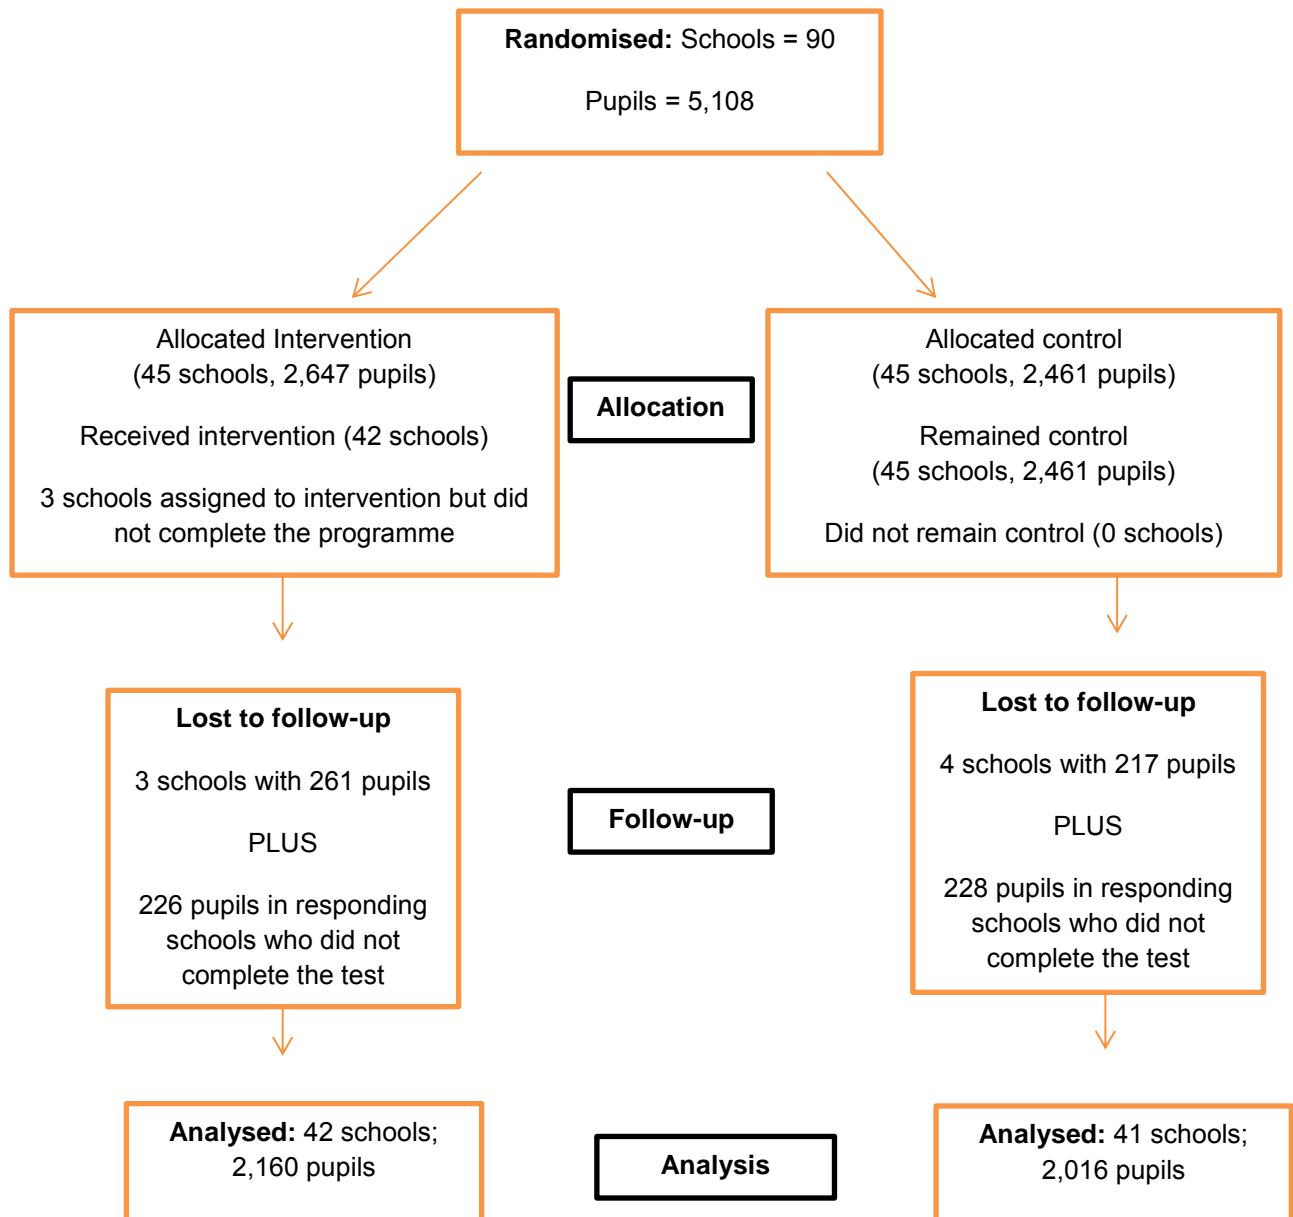 Randomised: Schools = 90
Pupils = 5,108
Allocated Intervention
(45 schools, 2,647 pupils)
Received intervention (42 schools)
3 schools assigned to intervention but did
not complete the programme
Allocation
Allocated control
(45 schools, 2,461 pupils)
Remained control
(45 schools, 2,461 pupils)
Did not remain control (0 schools)
Lost to follow-up
3 schools with 261 pupils
PLUS
226 pupils in responding
schools who did not
complete the test
Follow-up
Lost to follow-up
4 schools with 217 pupils
PLUS
228 pupils in responding
schools who did not
complete the test
Analysed: 42 schools;
2,160 pupils
Analysis
Analysed: 41 schools;
2,016 pupils